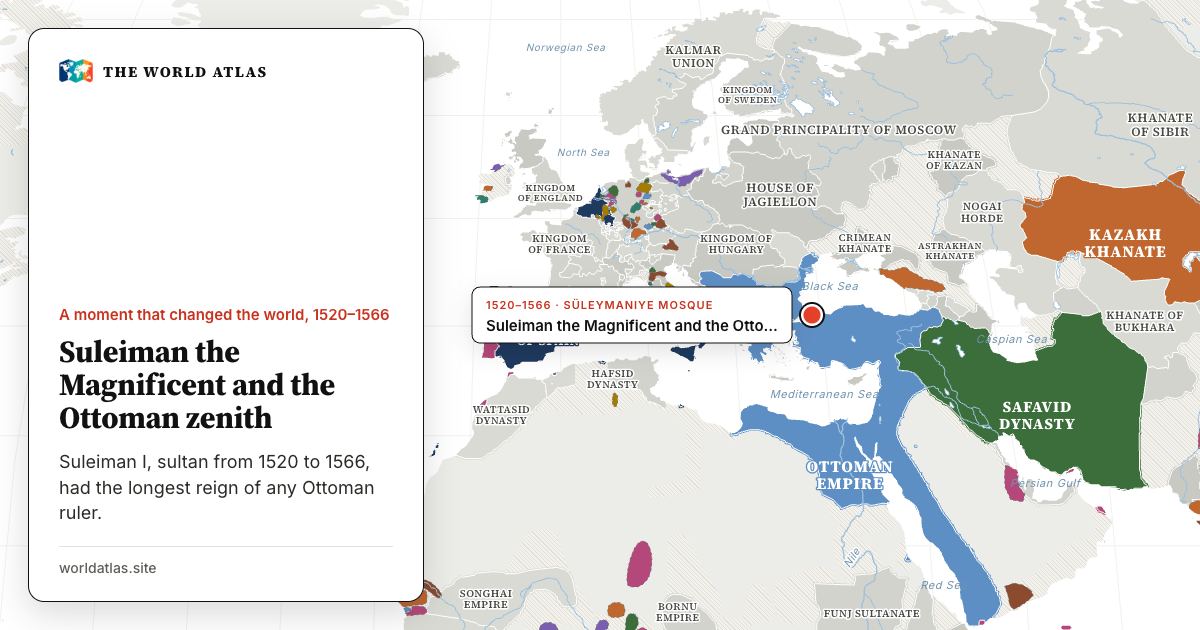 THE WORLD ATLAS
A moment that changed the world, 1520–1566
Suleiman the
Magnificent and the
Ottoman zenith
Suleiman I, sultan from 1520 to 1566,
had the longest reign of any Ottoman
ruler.
worldatlas.site
Norwegian Sea
KALMAR
UNION
KINGDOM
OF SWEDEN
GRAND PRINCIPALITY OF MOSCOW
KHANATE
OF SIBIR
North Sea
KHANATE
OF KAZAN
KINGDOM
OF ENGLAND
HOUSE OF
JAGIELLON
NOGAI
HORDE
KINGDOM
OF FRANCE
KINGDOM OF
HUNGARY
CRIMEAN
KHANATE
ASTRAKHAN
KHANATE
KAZAKH
KHANATE
Black Sea
1520–1566 · SÜLEYMANIYE MOSQUE
Suleiman the Magnificent and the Otto...
KHANATE OF
BUKHARA
Caspian Sea
HAFSID
DYNASTY
Mediterranean Sea
WATTASID
DYNASTY
SAFAVID
DYNASTY
OTTOMAN
EMPIRE
Persian Gulf
Nile
Red Se
SONGHAI
EMPIRE
BORNU
EMPIRE
FUNJ SULTANATE